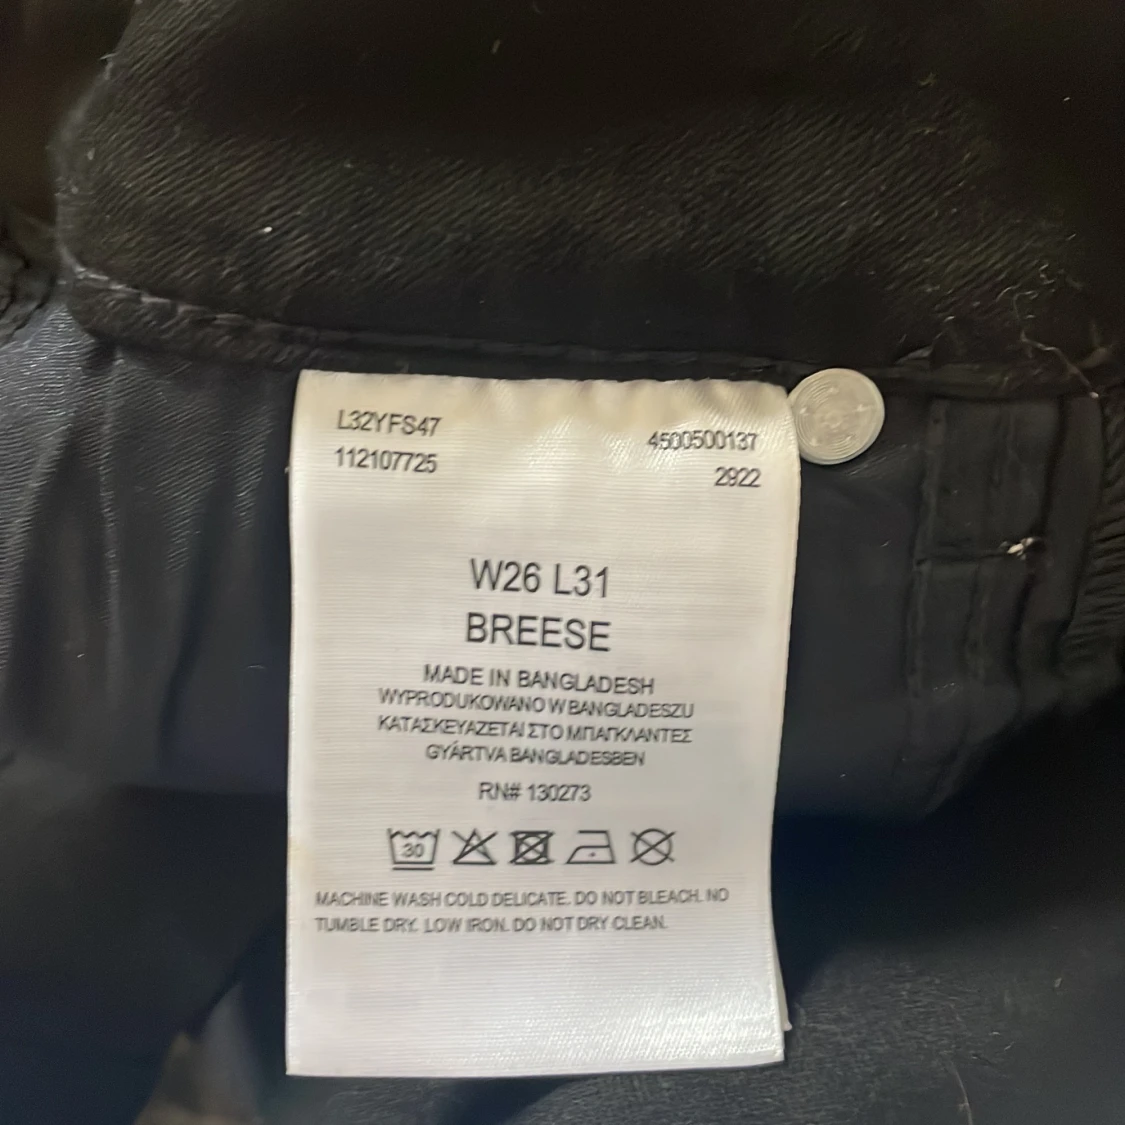 L32YFS47
112107725
4500500137
2922
W26 L31
BREESE
MADE IN BANGLADESH
WYPRODUKOWANO W BANGLADESZU
ΚΑΤΑΣΚΕΥΑΖΕΤΑΙ ΣΤΟ ΜΠΑΓΚΛΑΝΤΕΣ
GYÁRTVA BANGLADESBEN
RN# 130273
30
MACHINE WASH COLD DELICATE. DO NOT BLEACH. NO
TUMBLE DRY. LOW IRON. DO NOT DRY CLEAN.